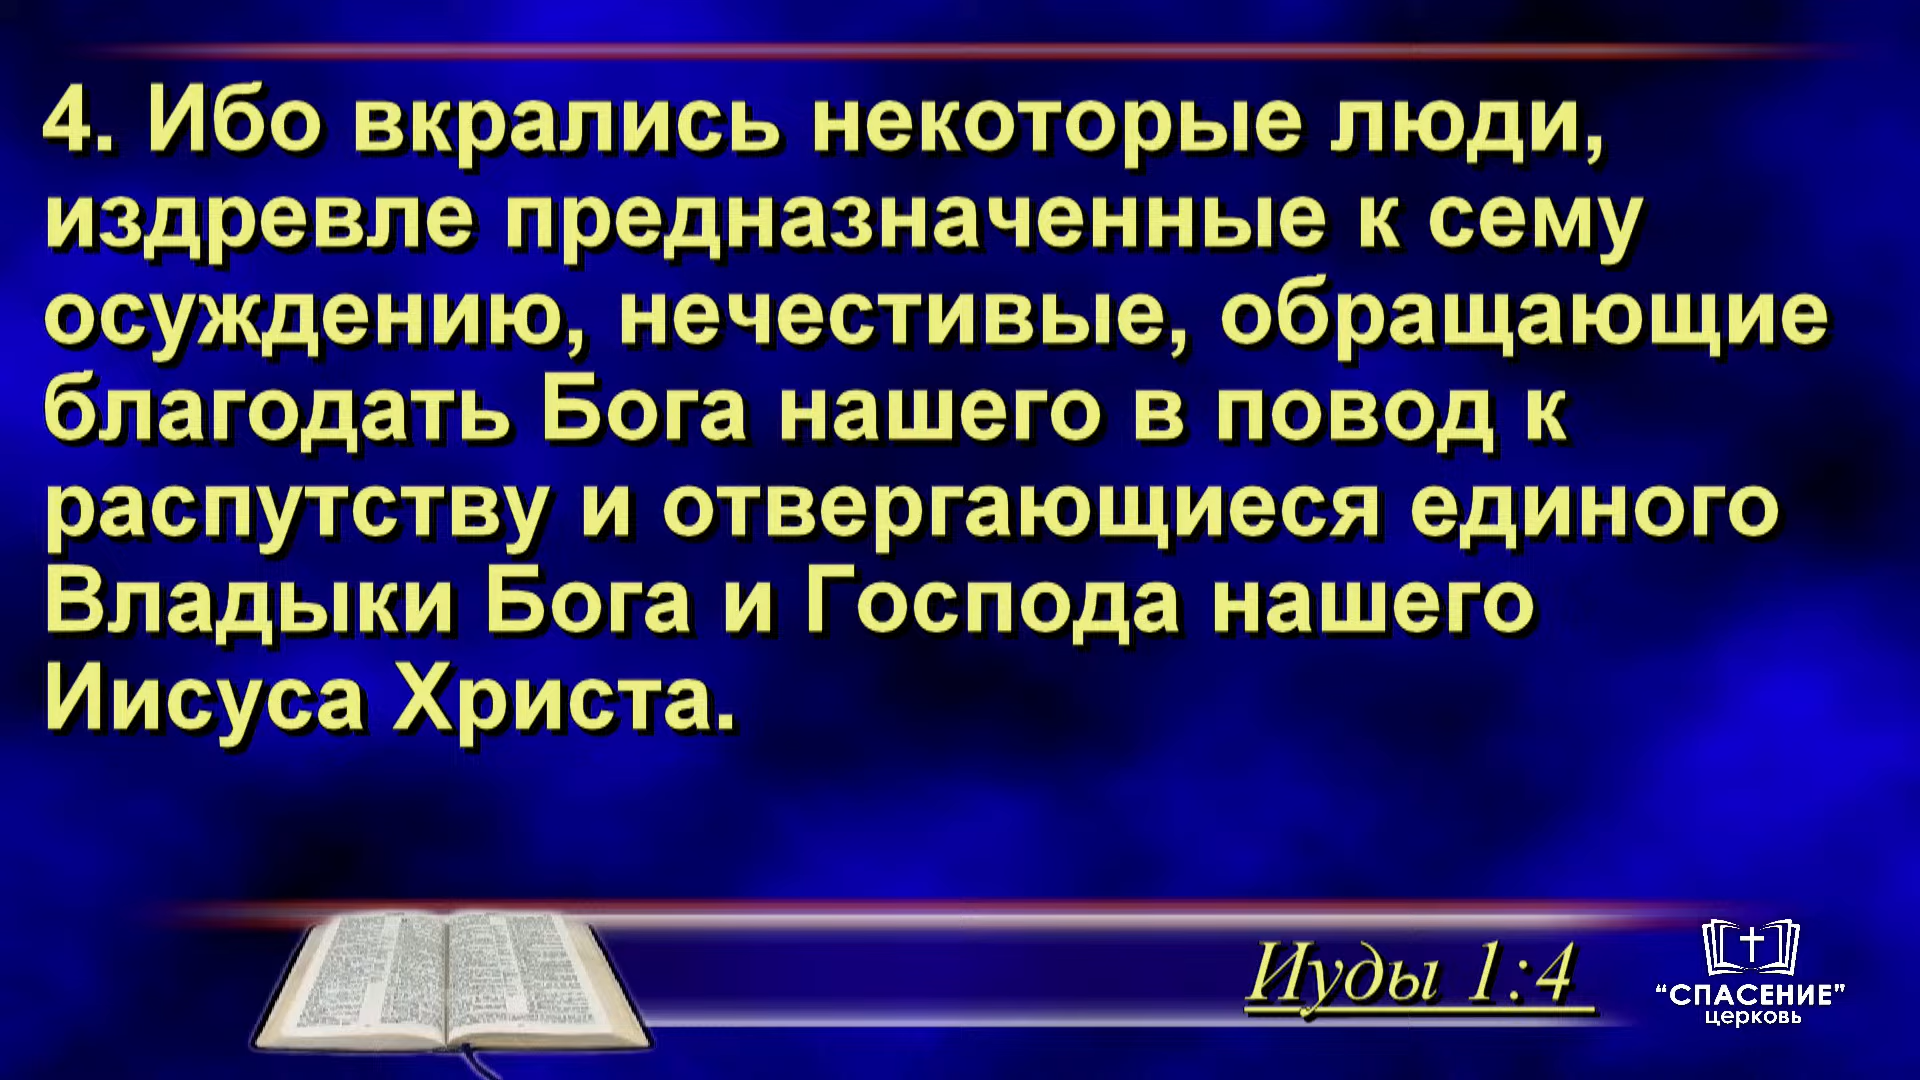 4. Ибо вкрались некоторые люди,
издревле предназначенные к сему
осуждению, нечестивые, обращающие
благодать Бога нашего в повод к
распутству и отвергающиеся единого
Владыки Бога и Господа нашего
Иисуса Христа.
Иуды 1:4
“СПАСЕНИЕ”
церковь